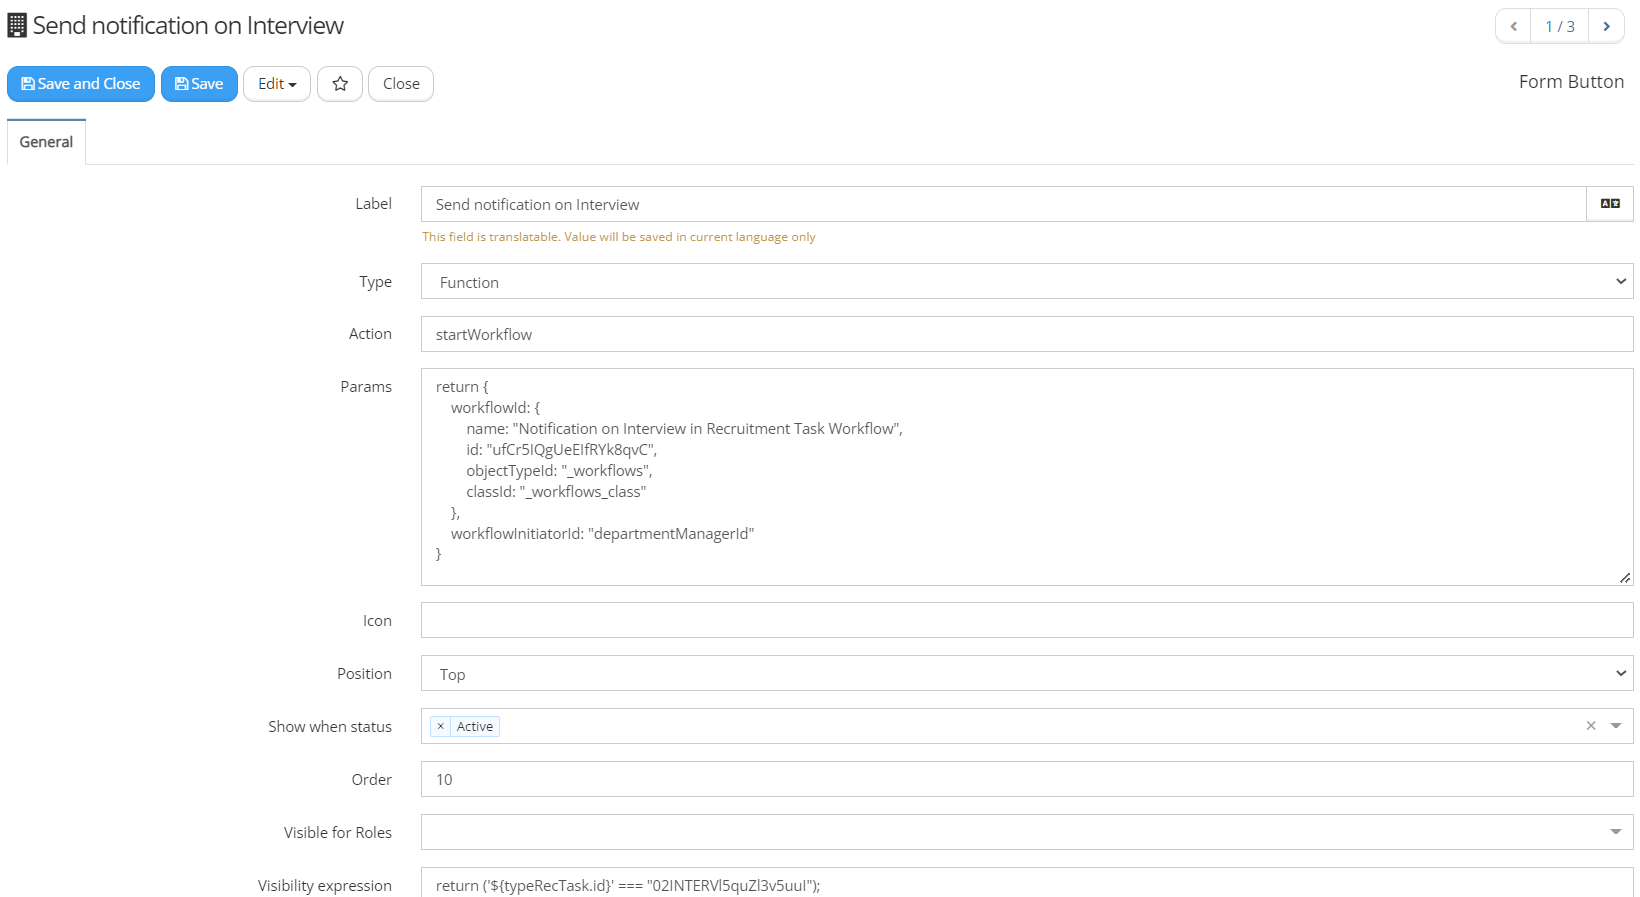 Send notification on Interview
1 / 3
Save and Close
Save
Edit
Close
Form Button
General
Label
Send notification on Interview
This field is translatable. Value will be saved in current language only
Type
Function
Action
startWorkflow
Params
return {
workflowId: {
name: "Notification on Interview in Recruitment Task Workflow",
id: "ufCr5IQgUeEIfRYk8qvC",
objectTypeId: "_workflows",
classId: "_workflows_class"
},
workflowInitiatorId: "departmentManagerId"
}
Icon
Position
Top
Show when status
× Active
Order
10
Visible for Roles
Visibility expression
return ('${typeRecTask.id}' === "02INTERVl5quZl3v5uuI");